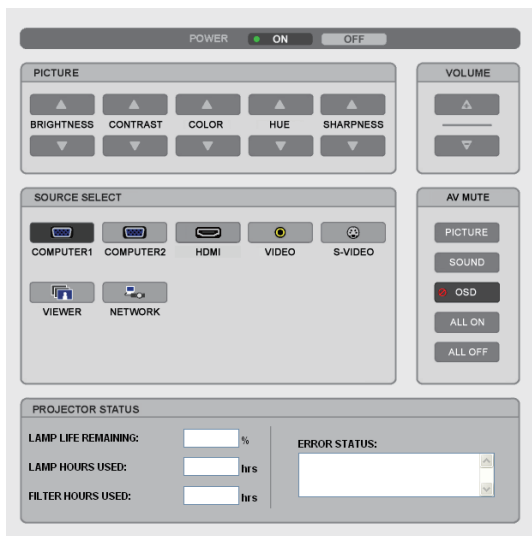 POWER ON OFF
PICTURE
BRIGHTNESS CONTRAST COLOR HUE SHARPNESS
VOLUME
SOURCE SELECT
COMPUTER1 COMPUTER2 HDMI VIDEO S-VIDEO
VIEWER NETWORK
AV MUTE
PICTURE
SOUND
OSD
ALL ON
ALL OFF
PROJECTOR STATUS
LAMP LIFE REMAINING: %
LAMP HOURS USED: hrs
FILTER HOURS USED: hrs
ERROR STATUS: